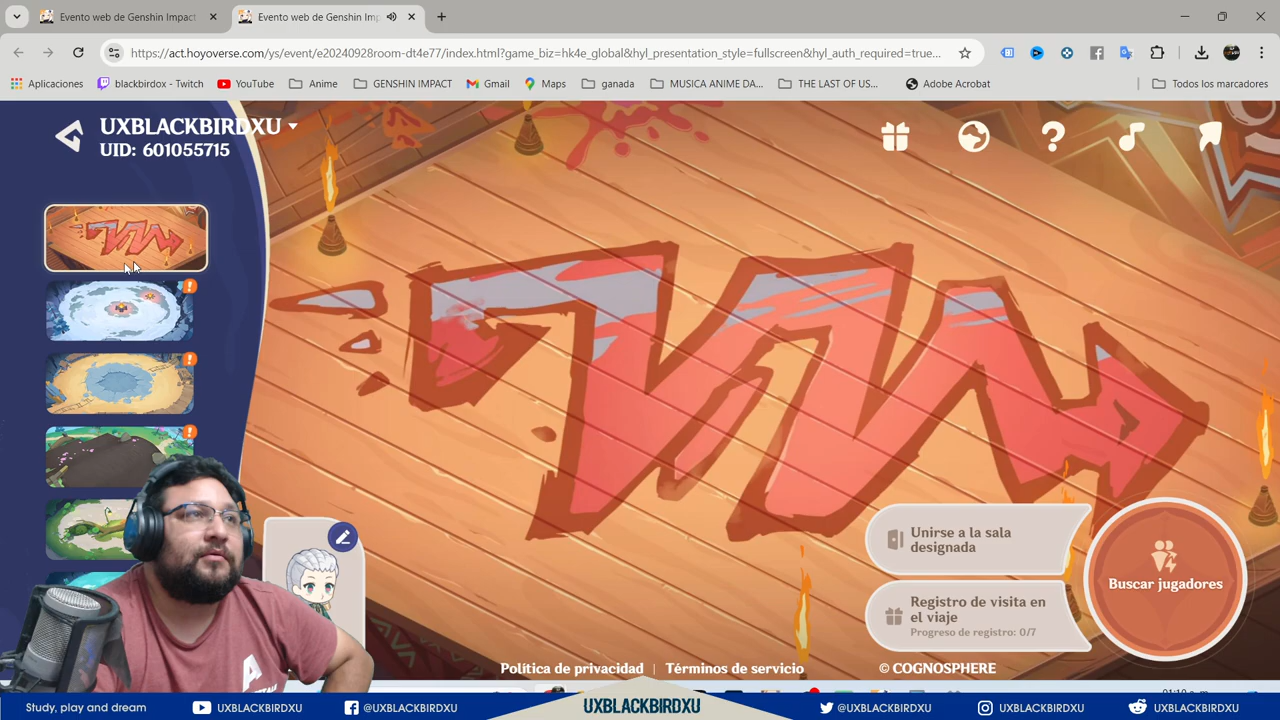 Evento web de Genshin Impact
Evento web de Genshin Imp
https://act.hoyoverse.com/ys/event/e20240928room-dt4e77/index.html?game_biz=hk4e_global&hyl_presentation_style=fullscreen&hyl_auth_required=true...
Aplicaciones
blackbirdox - Twitch
YouTube
Anime
GENSHIN IMPACT
Gmail
Maps
ganada
MUSICA ANIME DA...
THE LAST OF US...
Adobe Acrobat
Todos los marcadores
UXBLACKBIRDXU
UID: 601055715
Unirse a la sala
designada
Registro de visita en
el viaje
Progreso de registro: 0/7
Buscar jugadores
Política de privacidad | Términos de servicio
© COGNOSPHERE
Study, play and dream
UXBLACKBIRDXU
@UXBLACKBIRDXU
UXBLACKBIRDXU
@UXBLACKBIRDXU
UXBLACKBIRDXU
UXBLACKBIRDXU